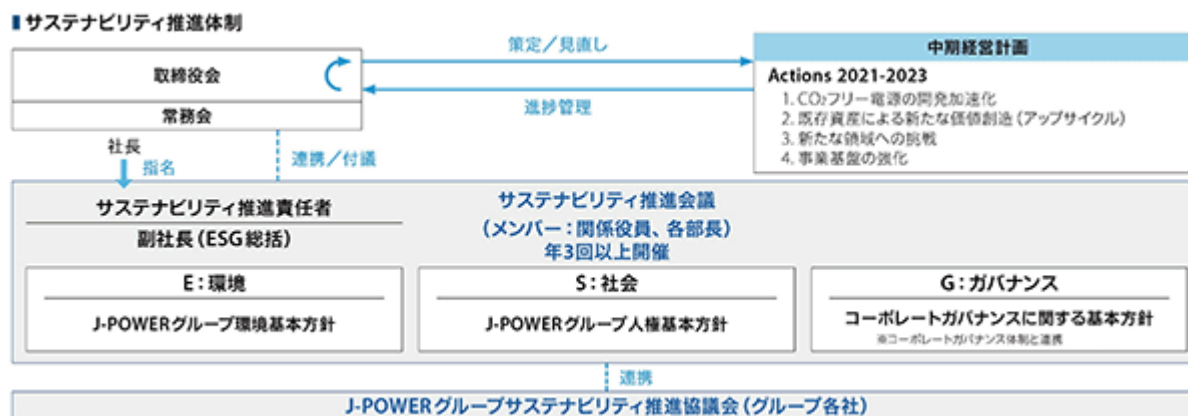 サステナビリティ推進体制
取締役会
常務会
策定／見直し
進捗管理
中期経営計画
Actions 2021-2023
1. CO₂フリー電源の開発加速化
2. 既存資産による新たな価値創造（アップサイクル）
3. 新たな領域への挑戦
4. 事業基盤の強化
社長
指名
連携／付議
サステナビリティ推進責任者
副社長（ESG総括）
サステナビリティ推進会議
（メンバー：関係役員、各部長）
年3回以上開催
E：環境
J-POWERグループ環境基本方針
S：社会
J-POWERグループ人権基本方針
G：ガバナンス
コーポレートガバナンスに関する基本方針
※コーポレートガバナンス体制と連携
連携
J-POWERグループサステナビリティ推進協議会（グループ各社）